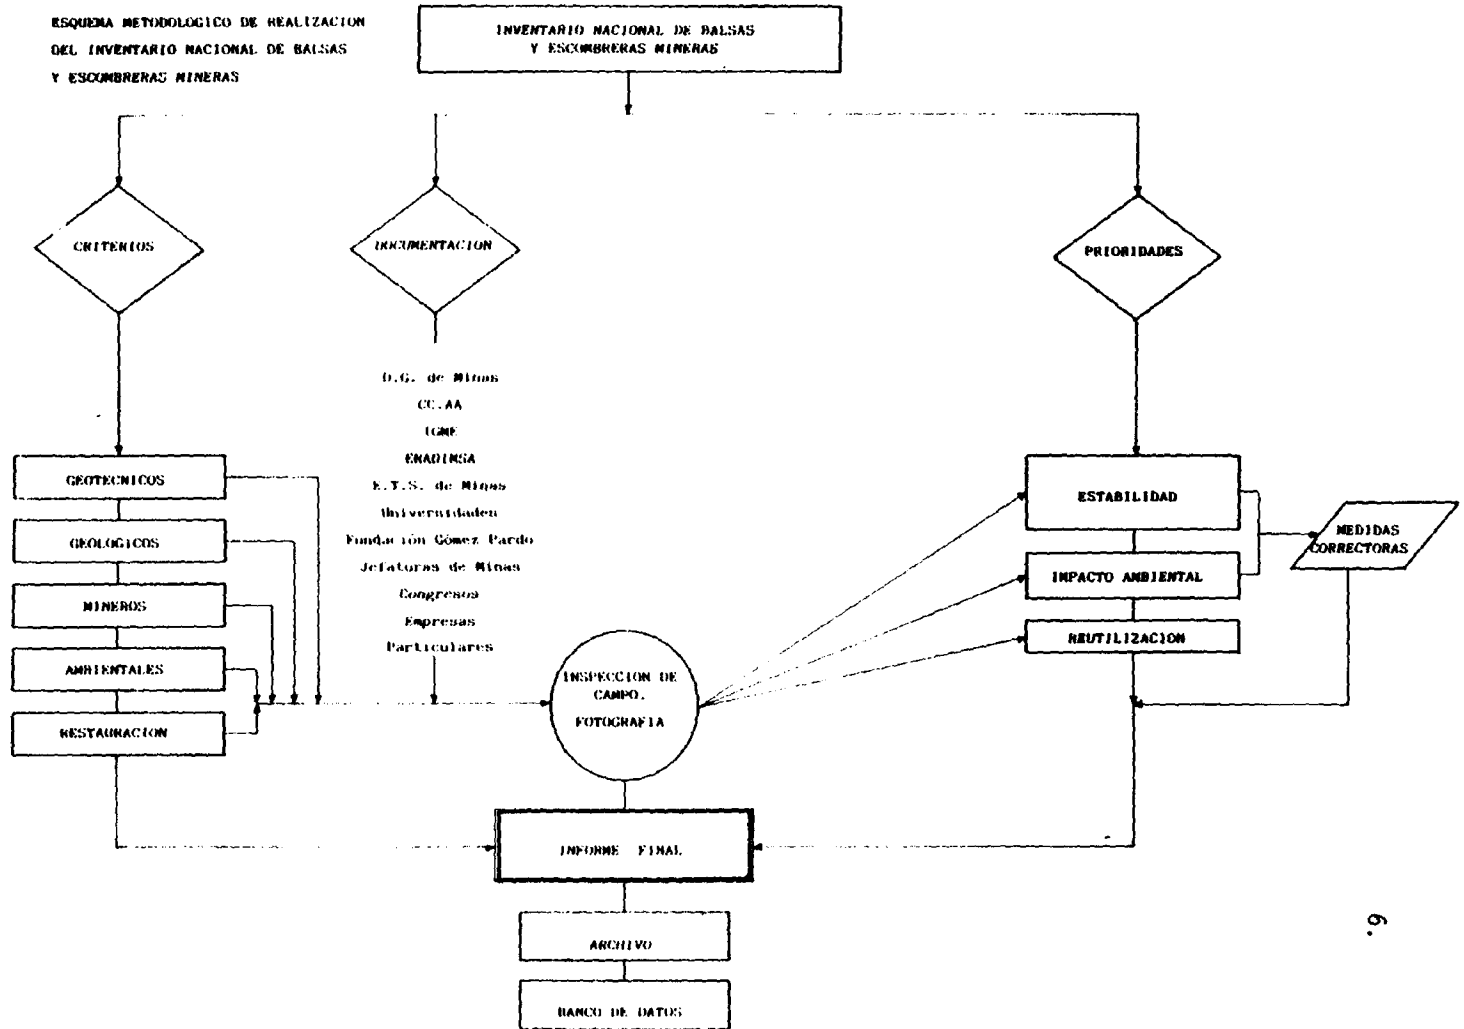 ESQUEMA METODOLOGICO DE REALIZACION
DEL INVENTARIO NACIONAL DE BALSAS
Y ESCOMBRERAS MINERAS
INVENTARIO NACIONAL DE BALSAS
Y ESCOMBRERAS MINERAS
CRITERIOS
DOCUMENTACION
PRIORIDADES
D.G. de Minas
CC.AA
IGME
ENADIMSA
E.T.S. de Minas
Universidades
Fundación Gómez Pardo
Jefaturas de Minas
Congresos
Empresas
Particulares
GEOTECNICOS
GEOLOGICOS
MINEROS
AMBIENTALES
RESTAURACION
INSPECCION DE
CAMPO.
FOTOGRAFIA
ESTABILIDAD
IMPACTO AMBIENTAL
REUTILIZACION
MEDIDAS
CORRECTORAS
INFORME FINAL
ARCHIVO
BANCO DE DATOS
6.